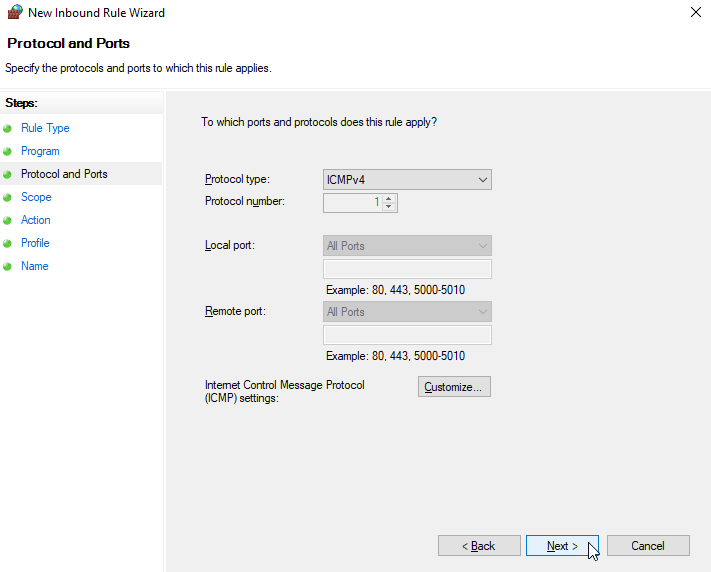 New Inbound Rule Wizard
Protocol and Ports
Specify the protocols and ports to which this rule applies.
Steps:
Rule Type
Program
Protocol and Ports
Scope
Action
Profile
Name
To which ports and protocols does this rule apply?
Protocol type: ICMPv4
Protocol number: 1
Local port: All Ports
Example: 80, 443, 5000-5010
Remote port: All Ports
Example: 80, 443, 5000-5010
Internet Control Message Protocol
(ICMP) settings:
Customize...
< Back Next > Cancel